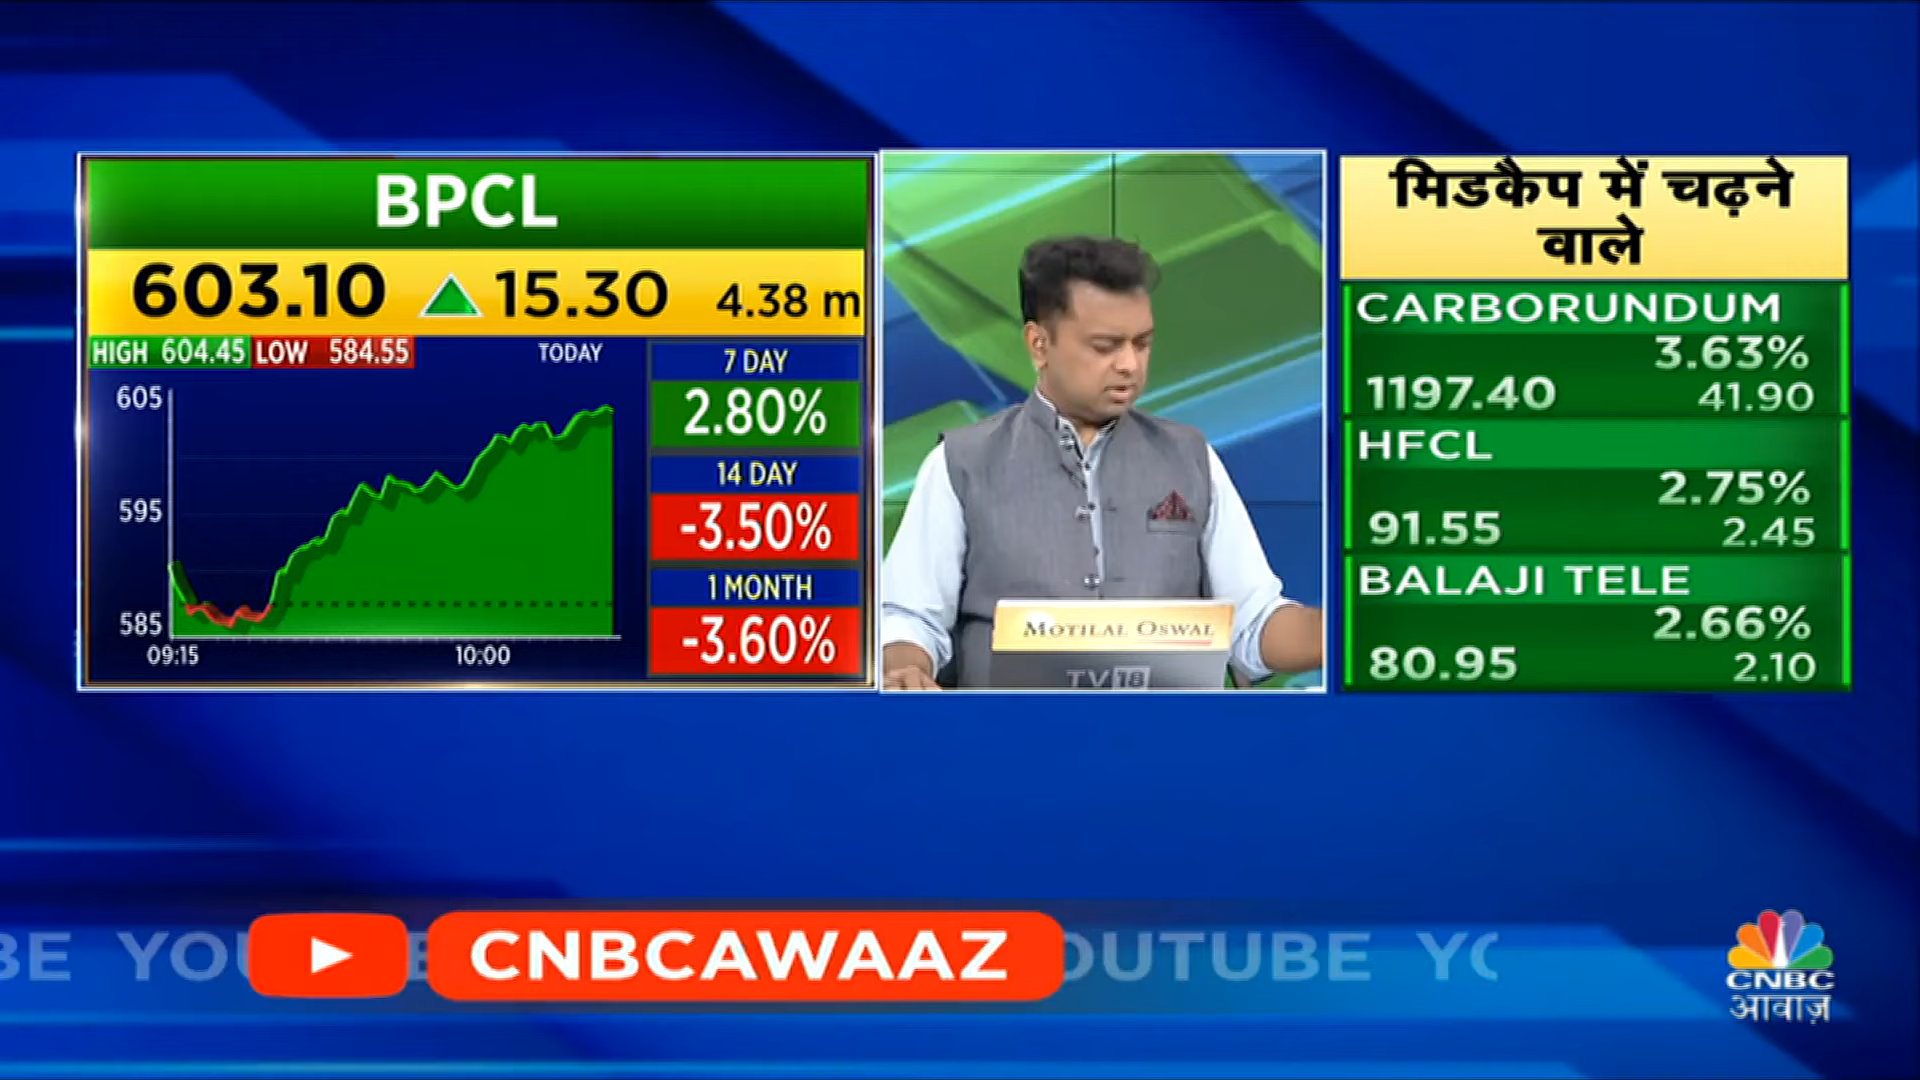 BPCL
603.10 15.30 4.38 m
HIGH 604.45 LOW 584.55 TODAY
605
595
585
09:15 10:00
7 DAY
2.80%
14 DAY
-3.50%
1 MONTH
-3.60%
MOTILAL OSWAL
TV18
मिडकैप में चढ़ने
वाले
CARBORUNDUM
3.63%
1197.40 41.90
HFCL
2.75%
91.55 2.45
BALAJI TELE
2.66%
80.95 2.10
BE YOU CNBCAWAAZ OUTUBE YO
CNBC
आवाज़